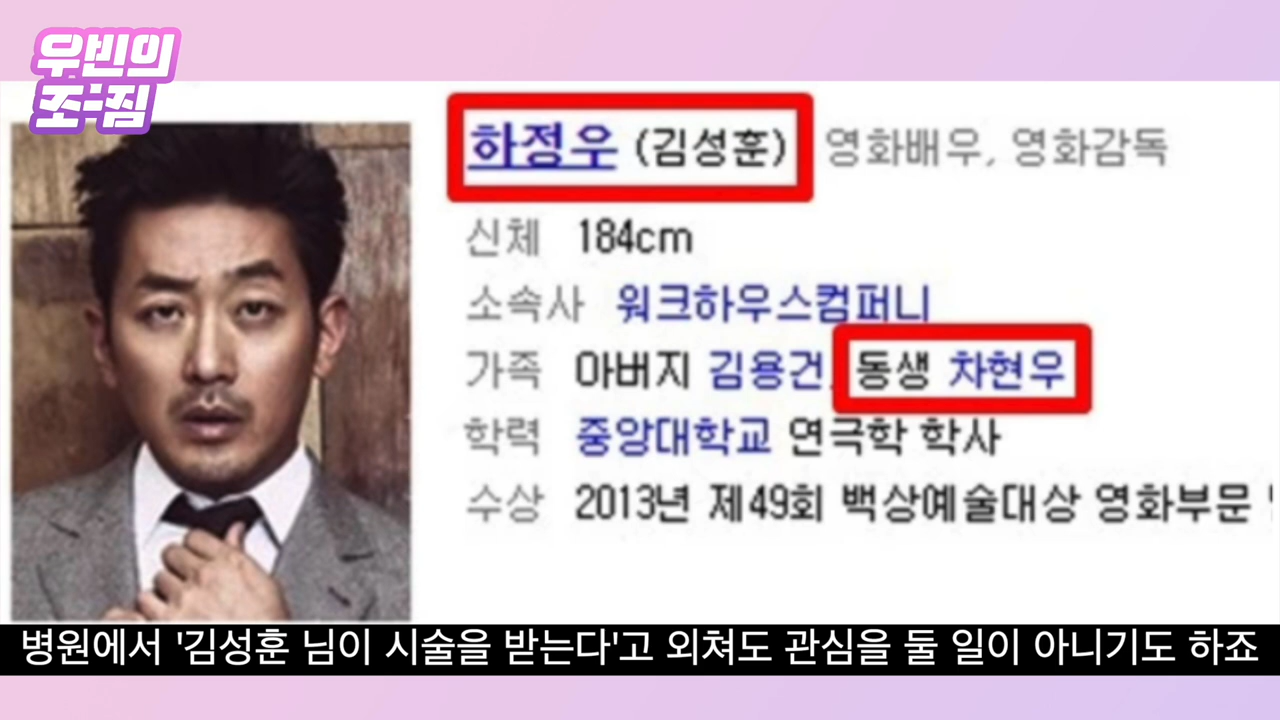 우빈의
조-짐
하정우 (김성훈) 영화배우, 영화감독
신체 184cm
소속사 워크하우스컴퍼니
가족 아버지 김용건, 동생 차현우
학력 중앙대학교 연극학 학사
수상 2013년 제49회 백상예술대상 영화부문
병원에서 '김성훈 님이 시술을 받는다'고 외쳐도 관심을 둘 일이 아니기도 하죠